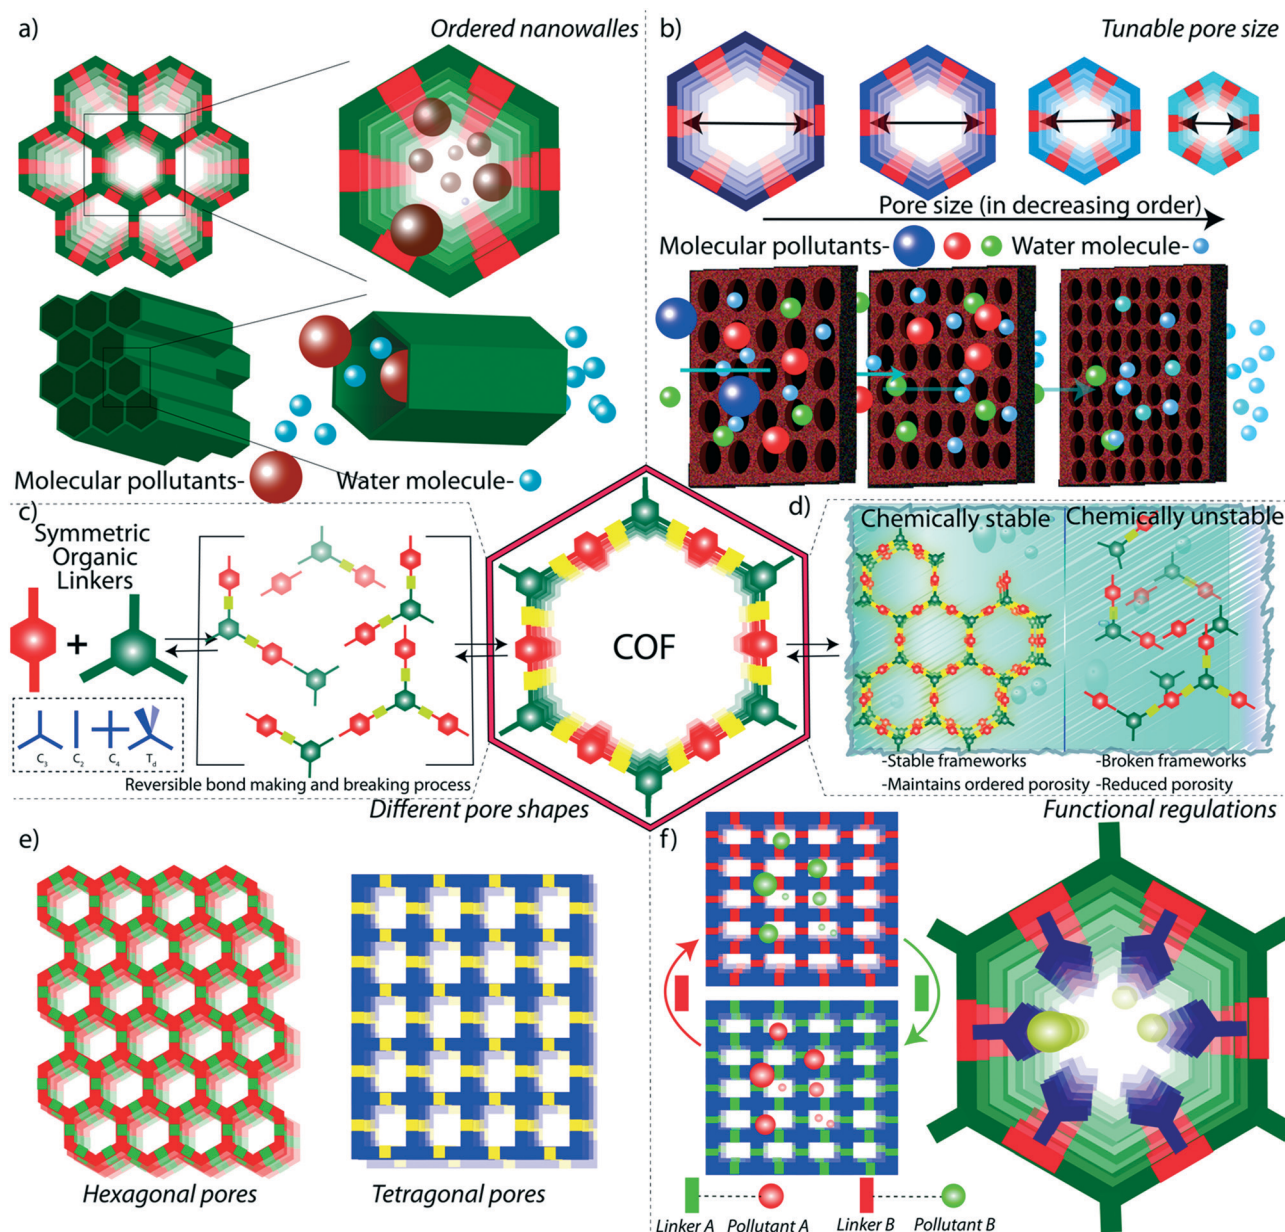 a)
Ordered nanowalles
b)
Tunable pore size
Pore size (in decreasing order)
Molecular pollutants-
Water molecule-
Molecular pollutants-
Water molecule-
c)
Symmetric
Organic
Linkers
+
C3
C2
C4
Td
Reversible bond making and breaking process
COF
d)
Chemically stable
Chemically unstable
-Stable frameworks
-Maintains ordered porosity
-Broken frameworks
-Reduced porosity
Different pore shapes
e)
Hexagonal pores
Tetragonal pores
f)
Functional regulations
Linker A
Pollutant A
Linker B
Pollutant B